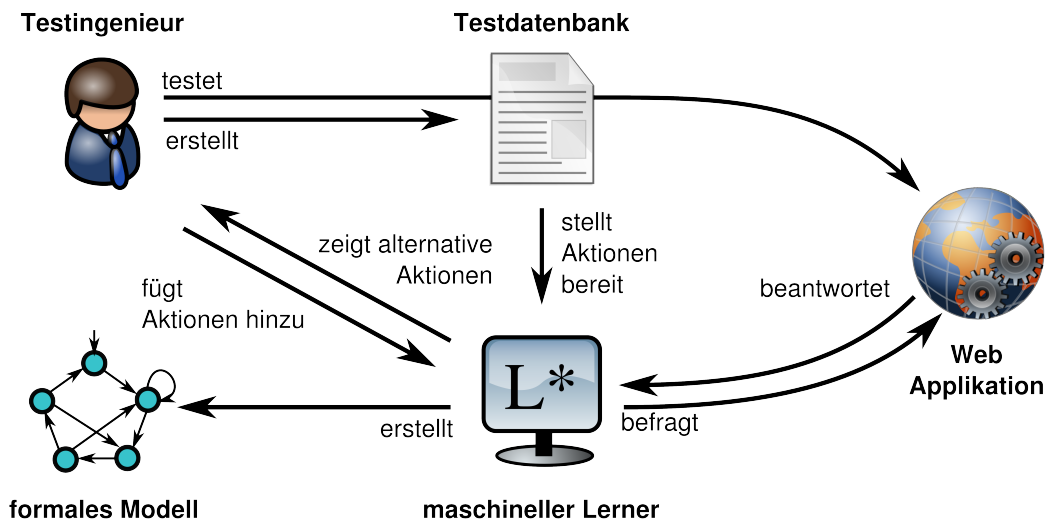 Testingenieur
Testdatenbank
testet
erstellt
stellt
Aktionen
bereit
zeigt alternative
Aktionen
fügt
Aktionen hinzu
beantwortet
Web
Applikation
L*
befragt
erstellt
formales Modell
maschineller Lerner